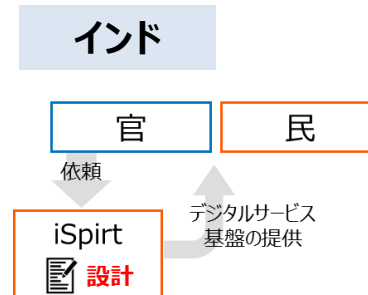 インド
官
民
依頼
デジタルサービス
基盤の提供
iSpirt
設計